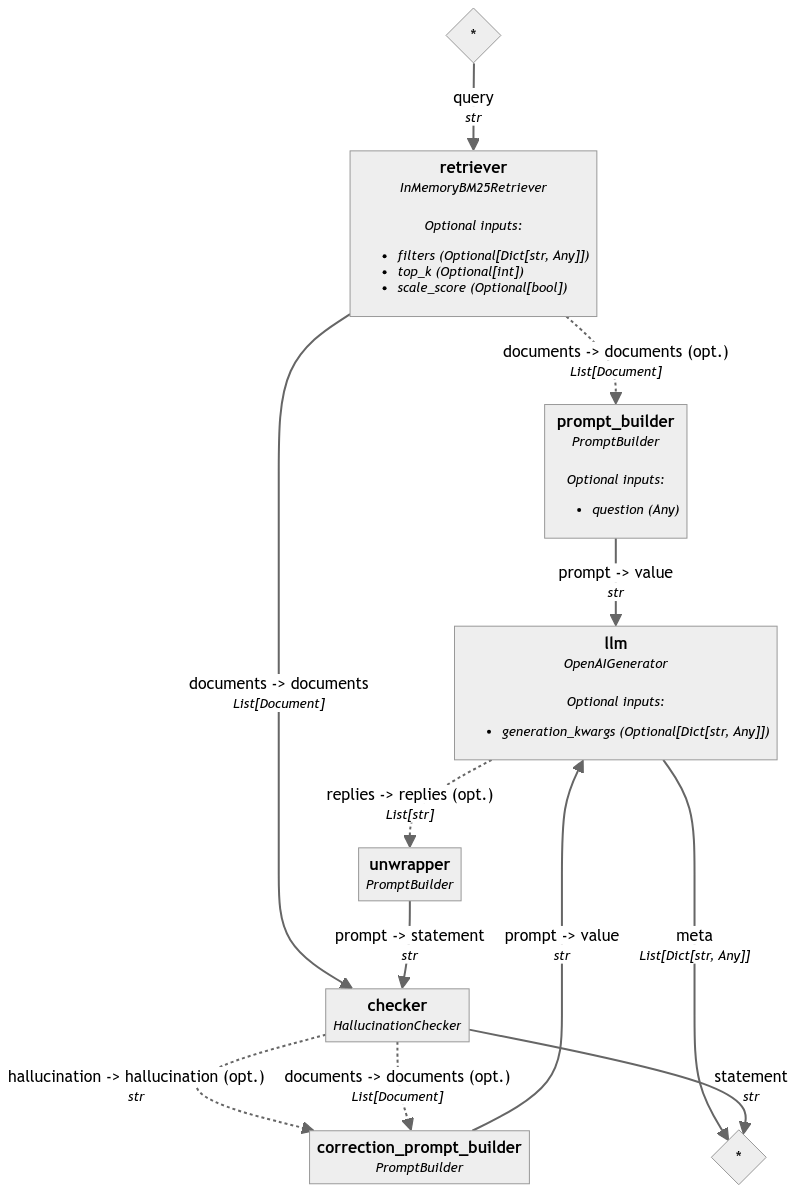 *
query
str
retriever
InMemoryBM25Retriever
Optional inputs:
• filters (Optional[Dict[str, Any]])
• top_k (Optional[int])
• scale_score (Optional[bool])
documents -> documents (opt.)
List[Document]
prompt_builder
PromptBuilder
Optional inputs:
• question (Any)
prompt -> value
str
llm
OpenAIGenerator
Optional inputs:
• generation_kwargs (Optional[Dict[str, Any]])
documents -> documents
List[Document]
replies -> replies (opt.)
List[str]
unwrapper
PromptBuilder
prompt -> statement
str
prompt -> value
str
meta
List[Dict[str, Any]]
checker
HallucinationChecker
hallucination -> hallucination (opt.)
str
documents -> documents (opt.)
List[Document]
statement
str
correction_prompt_builder
PromptBuilder
*